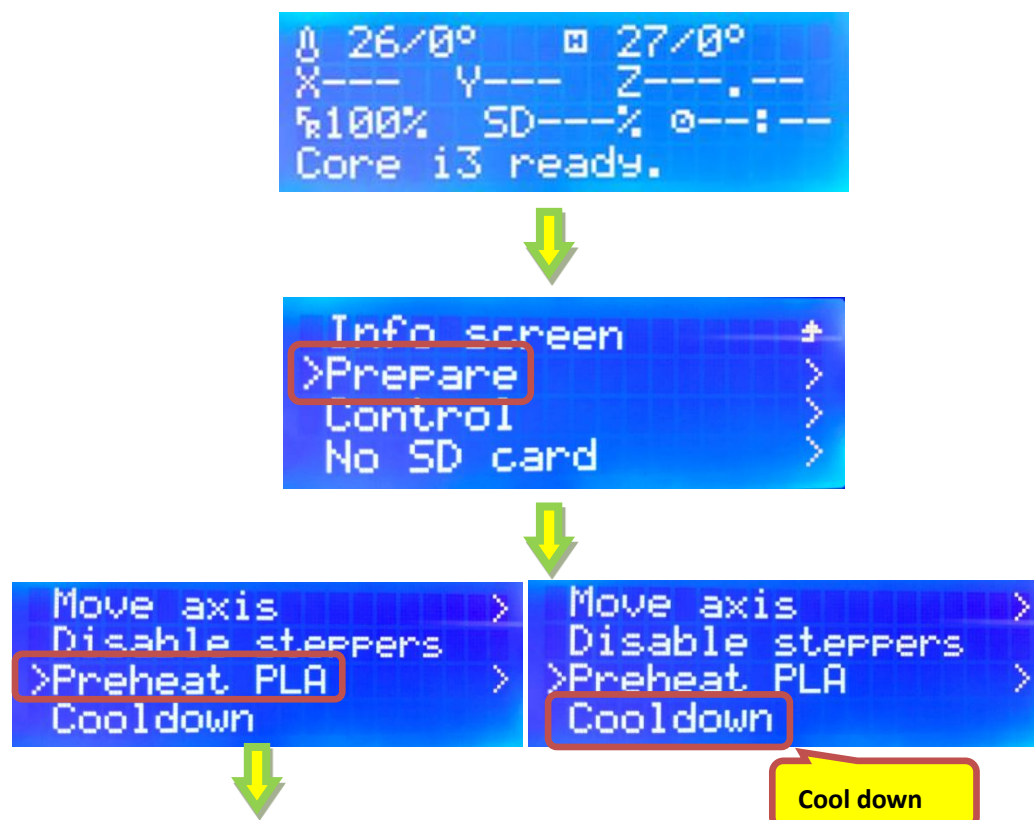 26/0° 27/0°
X--- Y--- Z---.--
FR100% SD---% --:--
Core i3 ready.
Info screen
>Prepare >
Control >
No SD card >
Move axis >
Disable steppers
>Preheat PLA >
Cooldown
Move axis >
Disable steppers
>Preheat PLA >
Cooldown
Cool down